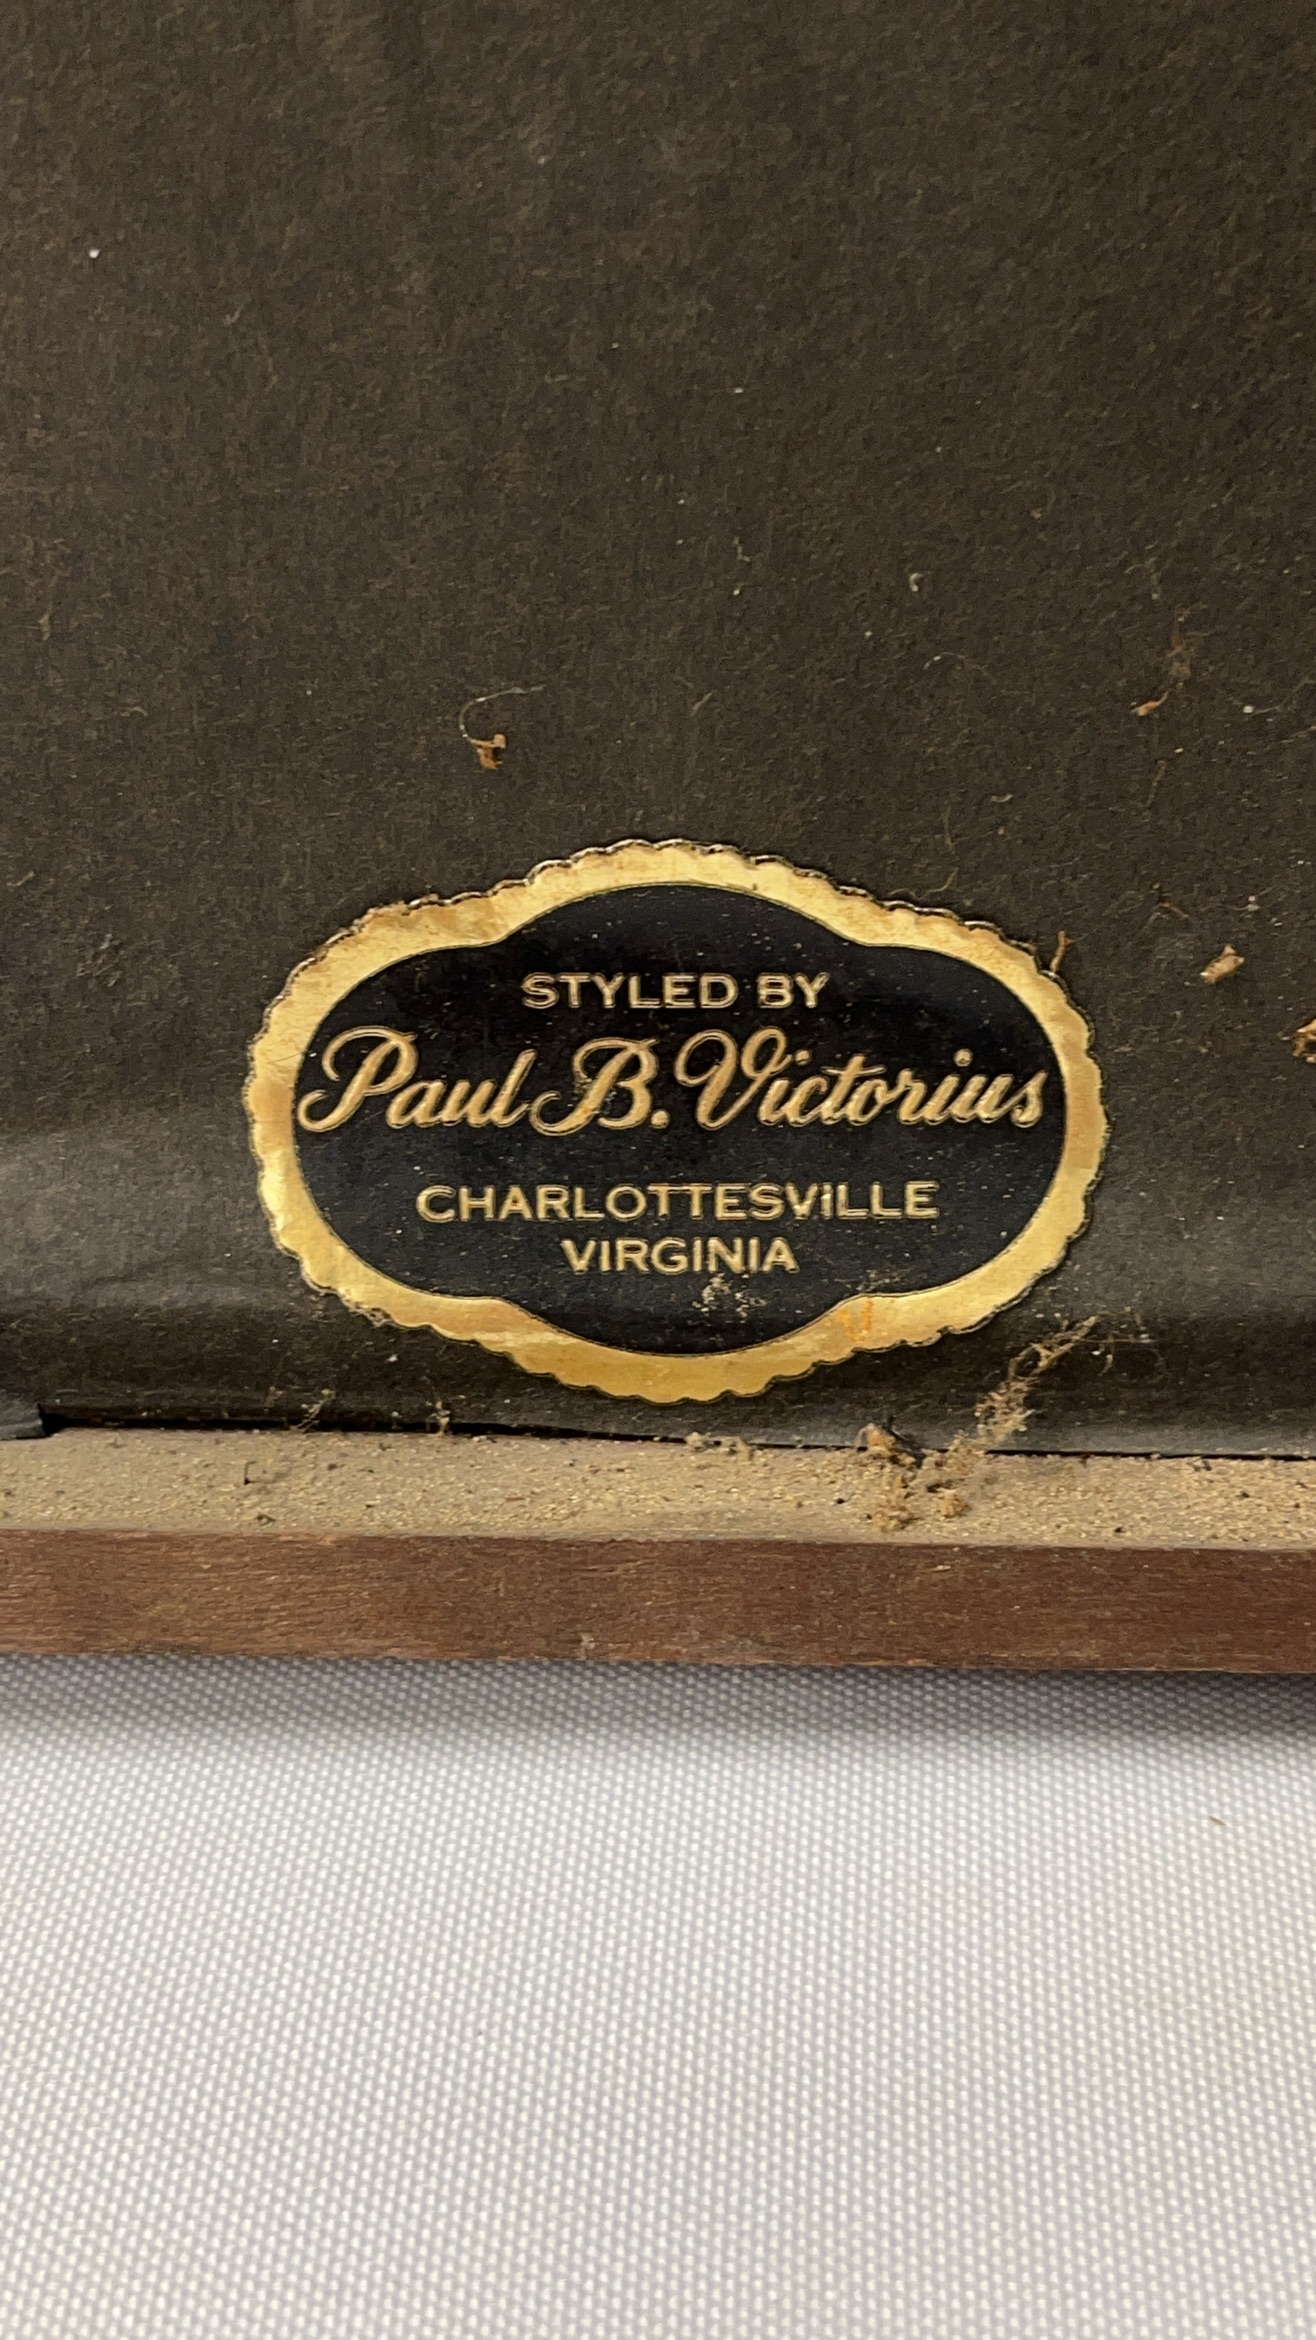 STYLED BY
Paul B. Victorius
CHARLOTTESVILLE
VIRGINIA